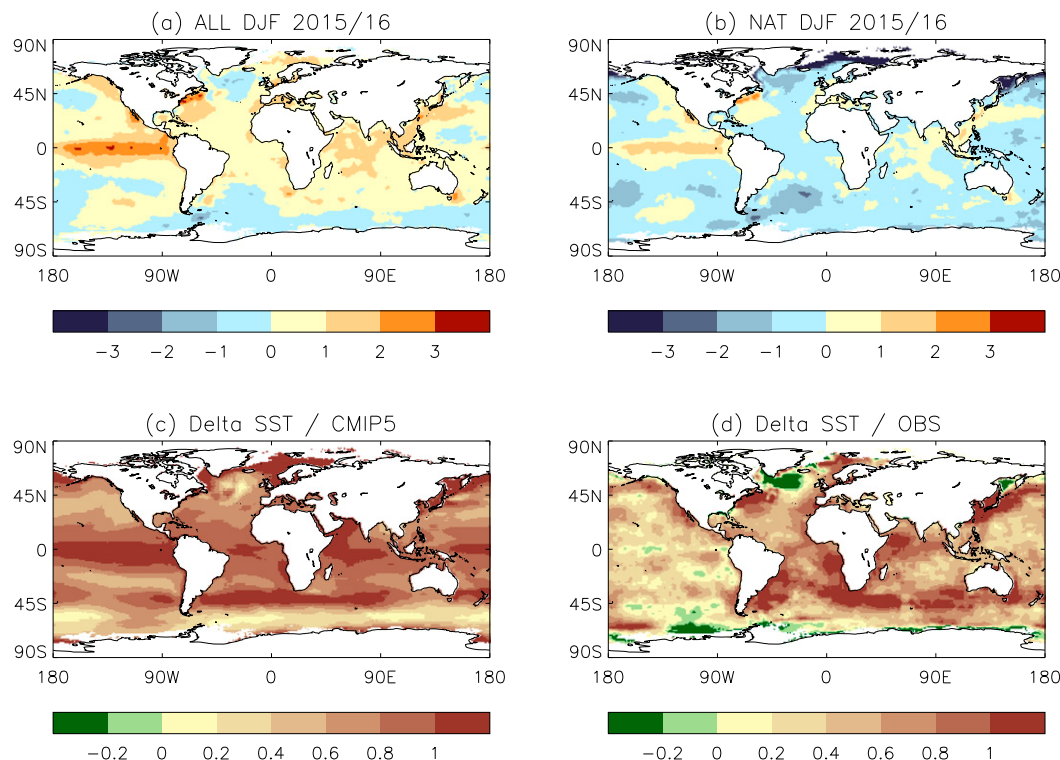 (a) ALL DJF 2015/16
90N
45N
0
45S
90S
180 90W 0 90E 180
−3 −2 −1 0 1 2 3
(b) NAT DJF 2015/16
90N
45N
0
45S
90S
180 90W 0 90E 180
−3 −2 −1 0 1 2 3
(c) Delta SST / CMIP5
90N
45N
0
45S
90S
180 90W 0 90E 180
−0.2 0 0.2 0.4 0.6 0.8 1
(d) Delta SST / OBS
90N
45N
0
45S
90S
180 90W 0 90E 180
−0.2 0 0.2 0.4 0.6 0.8 1